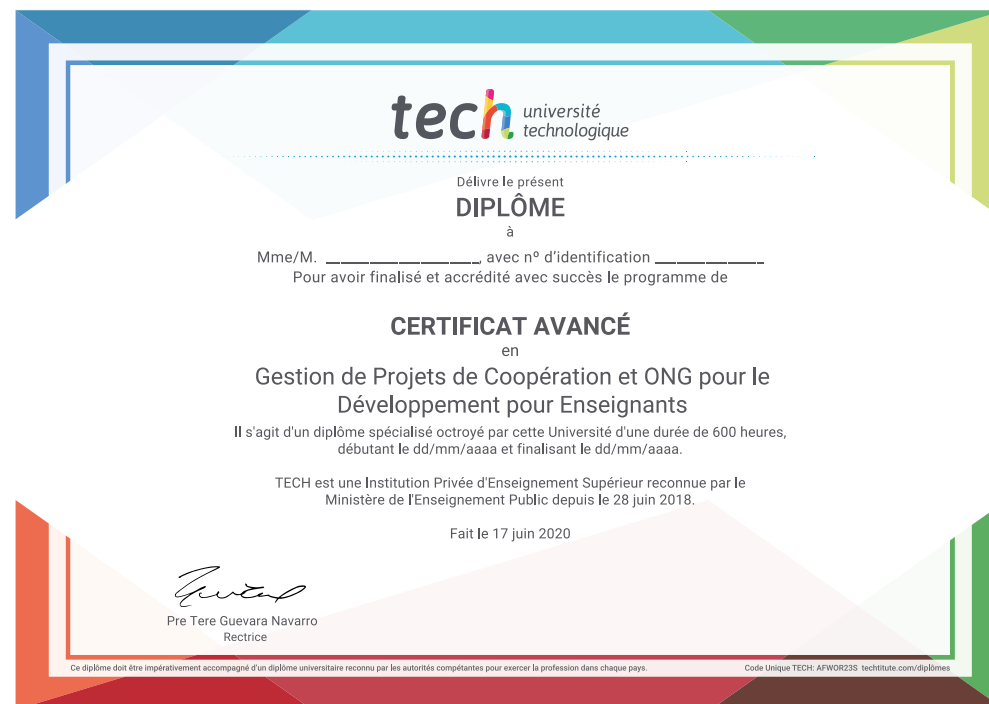 tech université
technologique
Délivre le présent
DIPLÔME
à
Mme/M. ____________________, avec nº d'identification ______________
Pour avoir finalisé et accrédité avec succès le programme de
CERTIFICAT AVANCÉ
en
Gestion de Projets de Coopération et ONG pour le
Développement pour Enseignants
Il s'agit d'un diplôme spécialisé octroyé par cette Université d'une durée de 600 heures,
débutant le dd/mm/aaaa et finalisant le dd/mm/aaaa.
TECH est une Institution Privée d'Enseignement Supérieur reconnue par le
Ministère de l'Enseignement Public depuis le 28 juin 2018.
Fait le 17 juin 2020
Pre Tere Guevara Navarro
Rectrice
Ce diplôme doit être impérativement accompagné d'un diplôme universitaire reconnu par les autorités compétantes pour exercer la profession dans chaque pays.
Code Unique TECH: AFWOR23S techtitute.com/diplômes